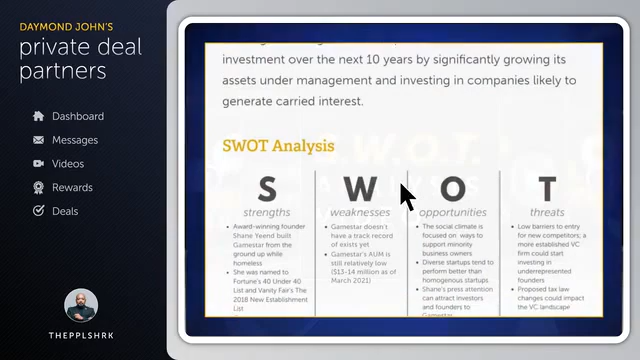 DAYMOND JOHN'S
private deal
partners
Dashboard
Messages
Videos
Rewards
Deals
THEPPLSHRK
investment over the next 10 years by significantly growing its
assets under management and investing in companies likely to
generate carried interest.
SWOT Analysis
S
strengths
• Award-winning founder
Shane Yeend built
Gamestar from the
ground up while
homeless
• She was named to
Fortune's 40 Under 40
List and Vanity Fair's The
2018 New Establishment
List
W
weaknesses
• Gamestar doesn't
have a track record
of exists yet
• Gamestar's AUM is
still relatively low
($13-14 million as of
March 2021)
O
opportunities
• The social climate is
focused on ways to
support minority
business owners
• Diverse startups tend to
perform better than
homogenous startups
• Shane's press attention
can attract investors
and founders to
Gamestar
T
threats
• Low barriers to entry
for new competitors; a
more established VC
firm could start
investing in
underrepresented
founders
• Proposed tax law
changes could impact
the VC landscape